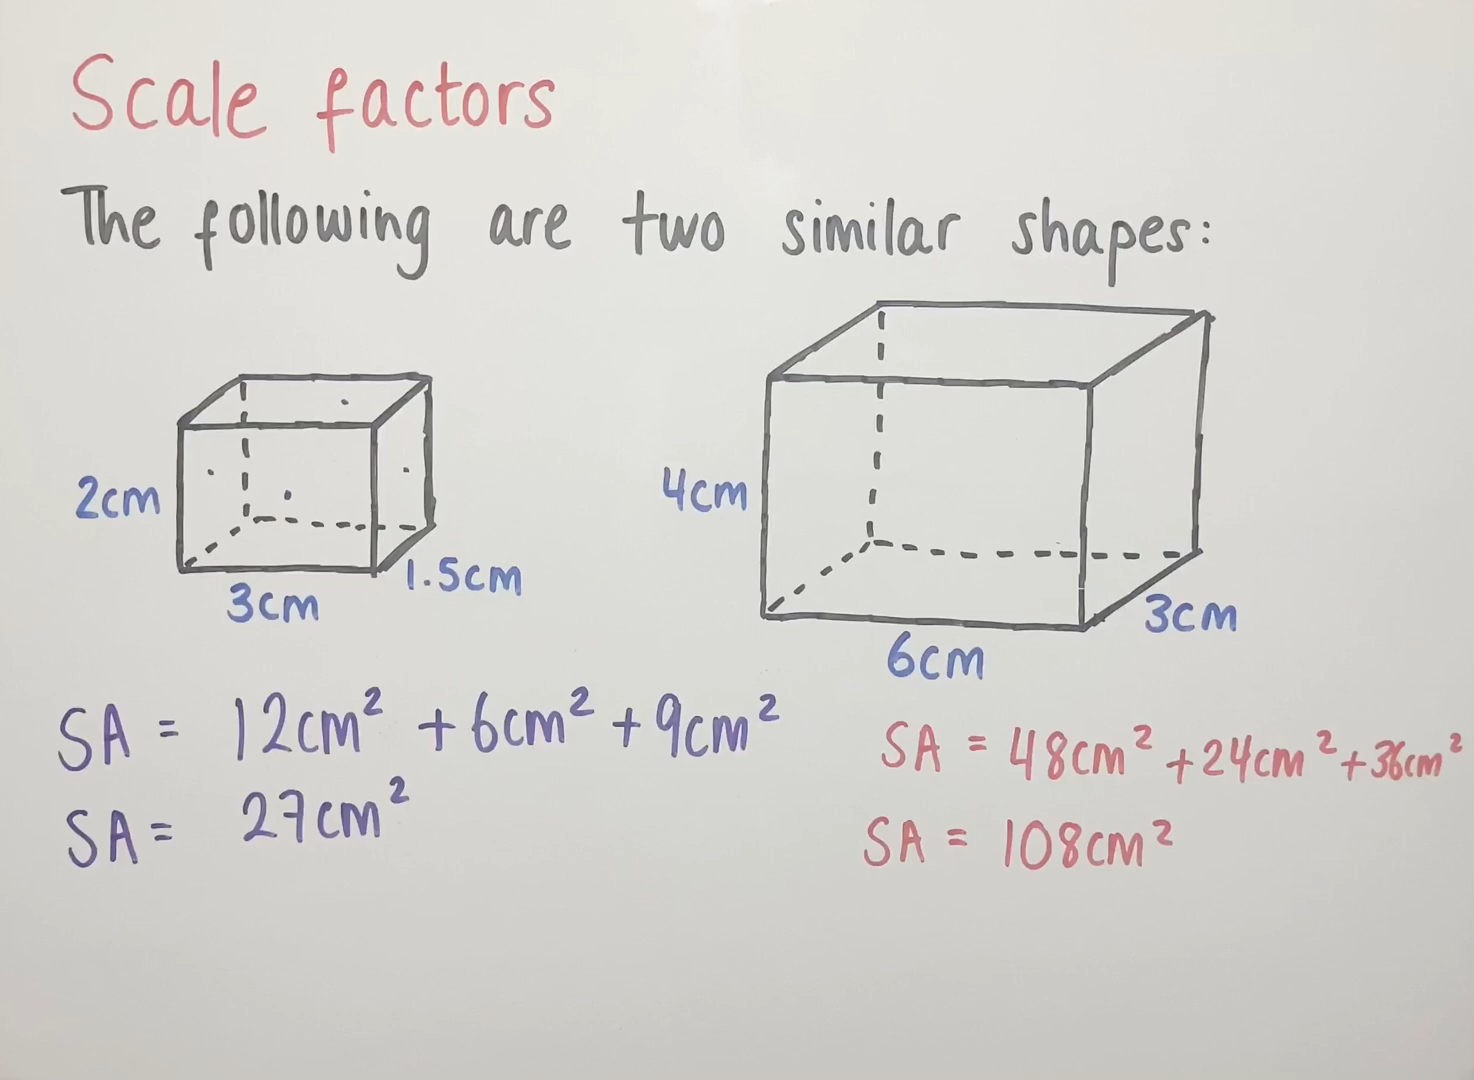 Scale factors
The following are two similar shapes:
2cm
3cm
1.5cm
4cm
6cm
3cm
SA = 12cm² + 6cm² + 9cm²
SA = 27cm²
SA = 48cm² + 24cm² + 36cm²
SA = 108cm²